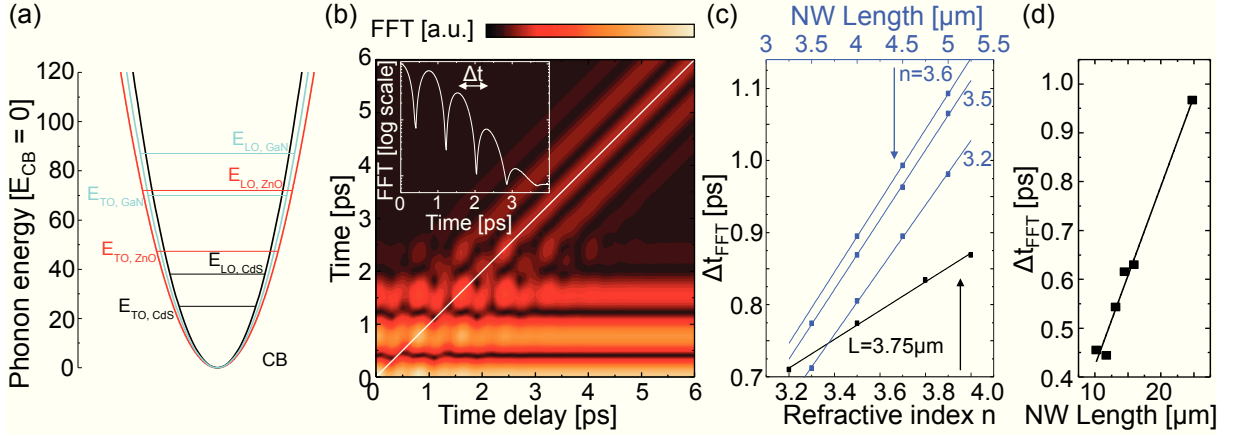 (a)
Phonon energy [E_CB = 0]
120
100
80
60
40
20
0
E_LO, GaN
E_LO, ZnO
E_TO, GaN
E_TO, ZnO
E_LO, CdS
E_TO, CdS
CB
(b)
FFT [a.u.]
Time [ps]
6
5
4
3
2
1
0
FFT [log scale]
Δt
0 1 2 3
Time [ps]
0 1 2 3 4 5 6
Time delay [ps]
(c)
NW Length [µm]
3 3.5 4 4.5 5 5.5
Δt_FFT [ps]
1.1
1.0
0.9
0.8
0.7
n=3.6
3.5
3.2
L=3.75µm
3.2 3.4 3.6 3.8 4.0
Refractive index n
(d)
Δt_FFT [ps]
1.0
0.9
0.8
0.7
0.6
0.5
0.4
10 20
NW Length [µm]